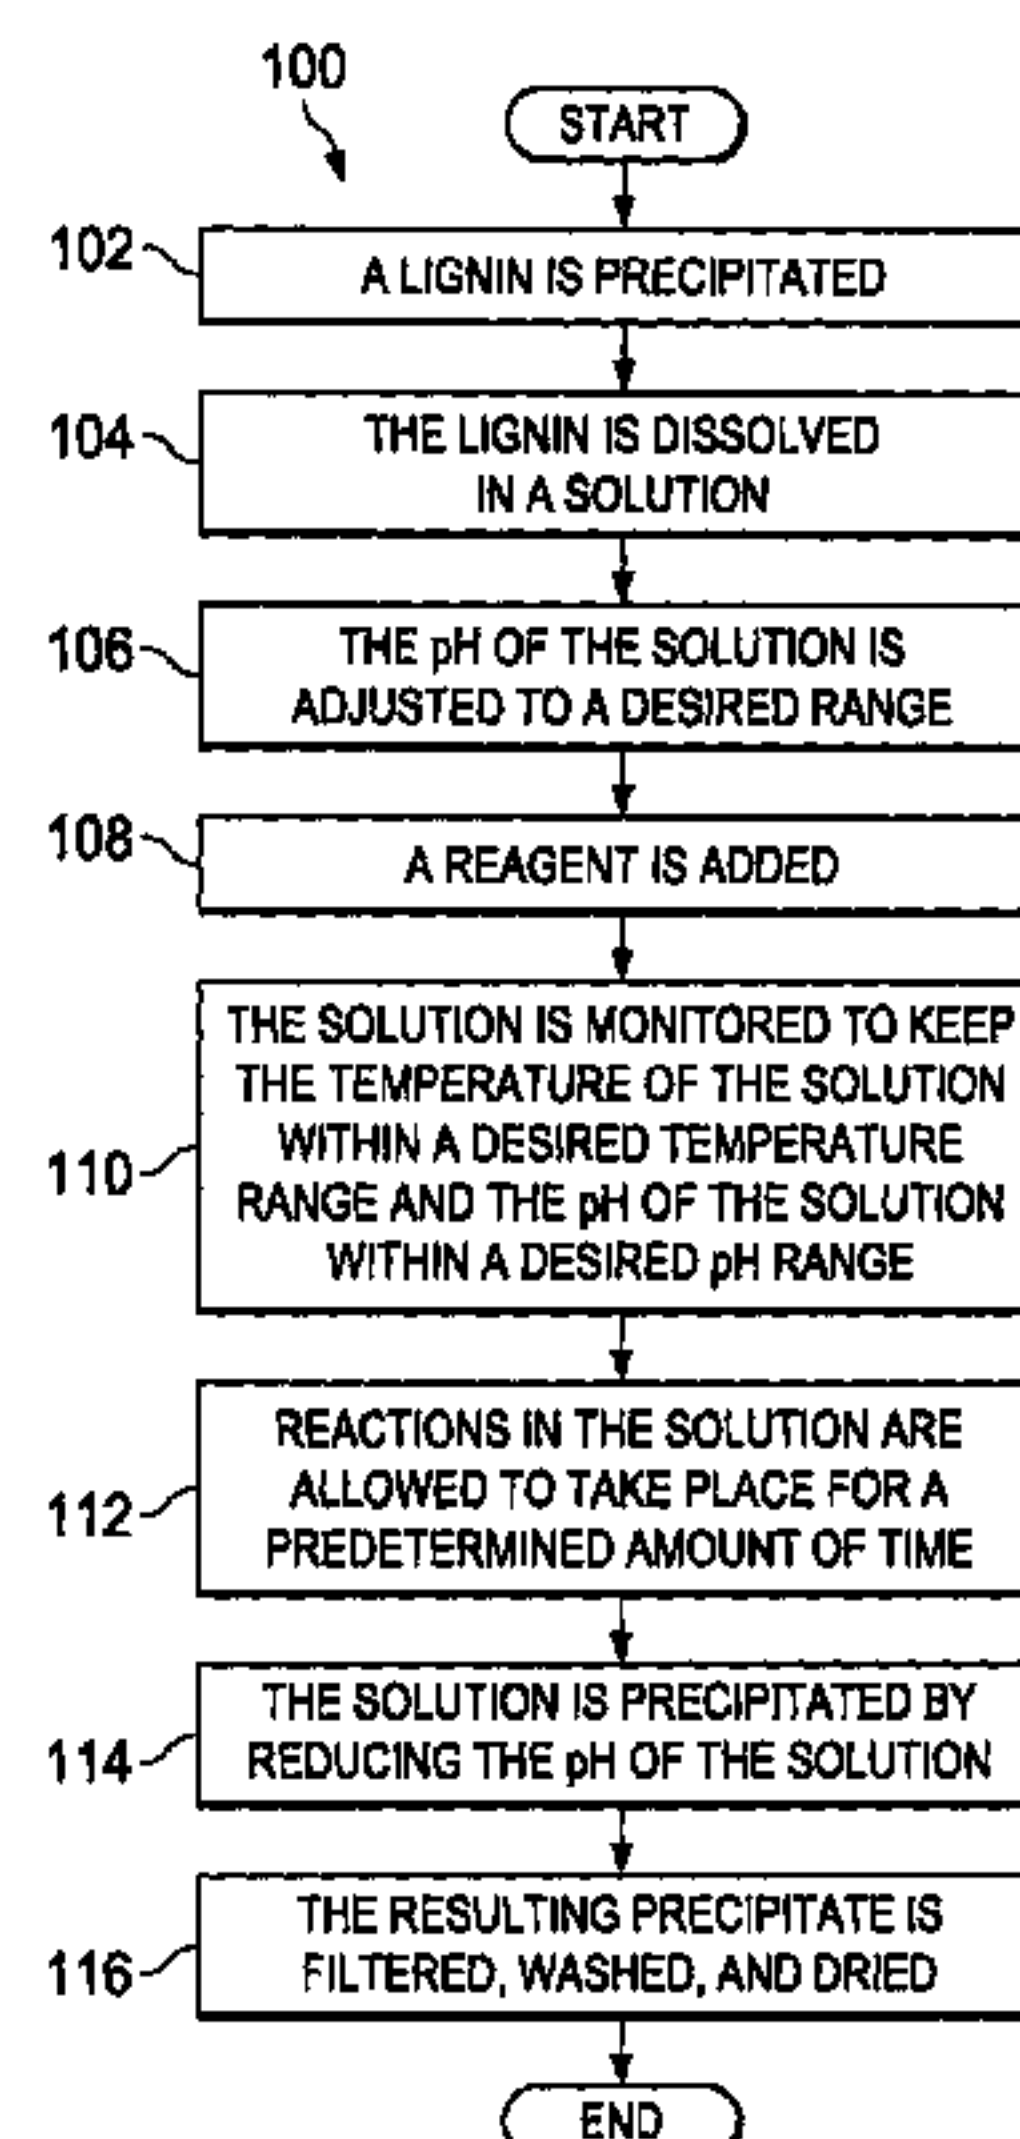 100
START
102
A LIGNIN IS PRECIPITATED
104
THE LIGNIN IS DISSOLVED
IN A SOLUTION
106
THE pH OF THE SOLUTION IS
ADJUSTED TO A DESIRED RANGE
108
A REAGENT IS ADDED
110
THE SOLUTION IS MONITORED TO KEEP
THE TEMPERATURE OF THE SOLUTION
WITHIN A DESIRED TEMPERATURE
RANGE AND THE pH OF THE SOLUTION
WITHIN A DESIRED pH RANGE
112
REACTIONS IN THE SOLUTION ARE
ALLOWED TO TAKE PLACE FOR A
PREDETERMINED AMOUNT OF TIME
114
THE SOLUTION IS PRECIPITATED BY
REDUCING THE pH OF THE SOLUTION
116
THE RESULTING PRECIPITATE IS
FILTERED, WASHED, AND DRIED
END